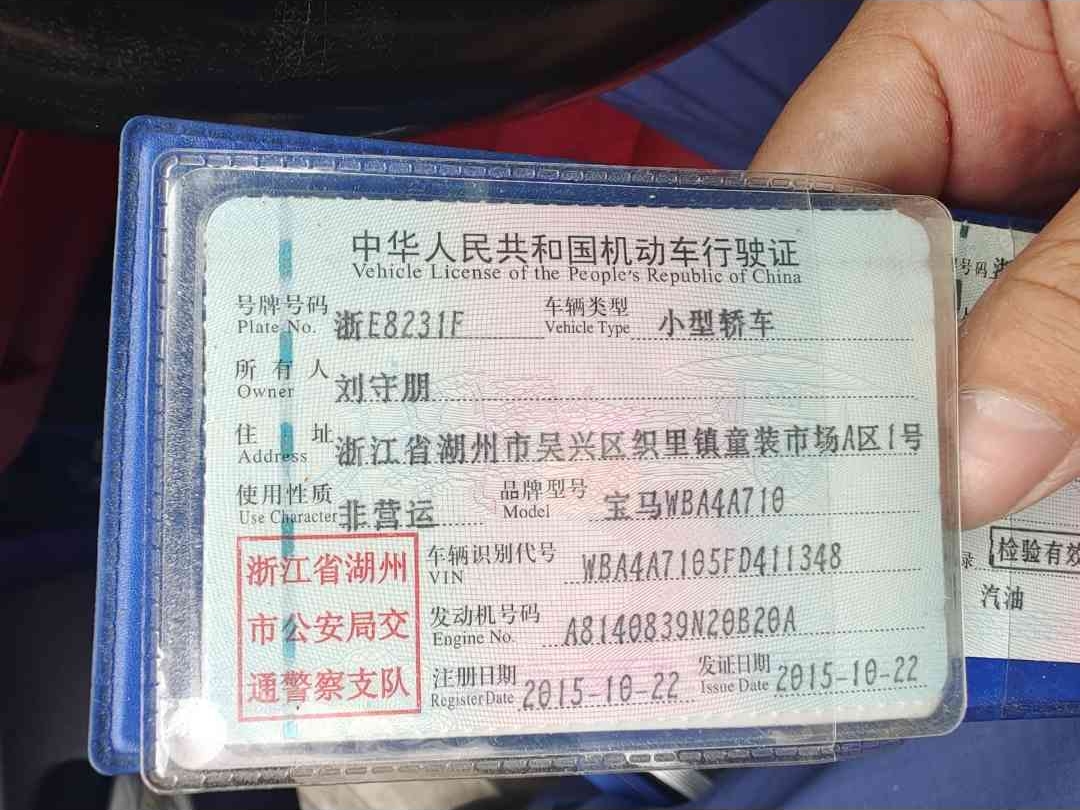 中华人民共和国机动车行驶证
Vehicle License of the People's Republic of China
号牌号码 浙E8231F 车辆类型 小型轿车
Plate No. Vehicle Type
所有人 刘守朋
Owner
住址 浙江省湖州市吴兴区织里镇童装市场A区1号
Address
使用性质 非营运 品牌型号 宝马WBA4A710
Use Character Model
浙江省湖州
市公安局交
通警察支队
车辆识别代号 WBA4A7105FD411348
VIN
发动机号码 A8140839N20B20A
Engine No.
注册日期 2015-10-22 发证日期 2015-10-22
Register Date Issue Date
号码
检验有效
汽油